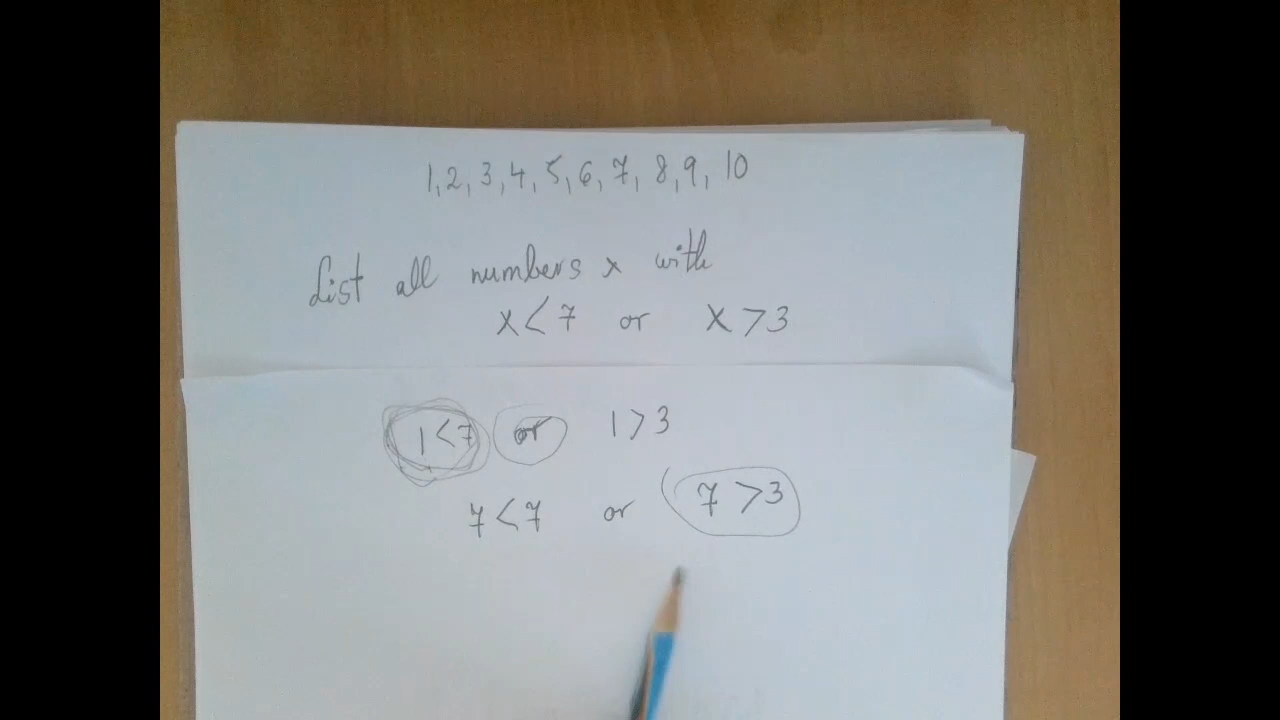 1, 2, 3, 4, 5, 6, 7, 8, 9, 10
List all numbers x with
x < 7 or x > 3
1 < 7 or 1 > 3
7 < 7 or 7 > 3